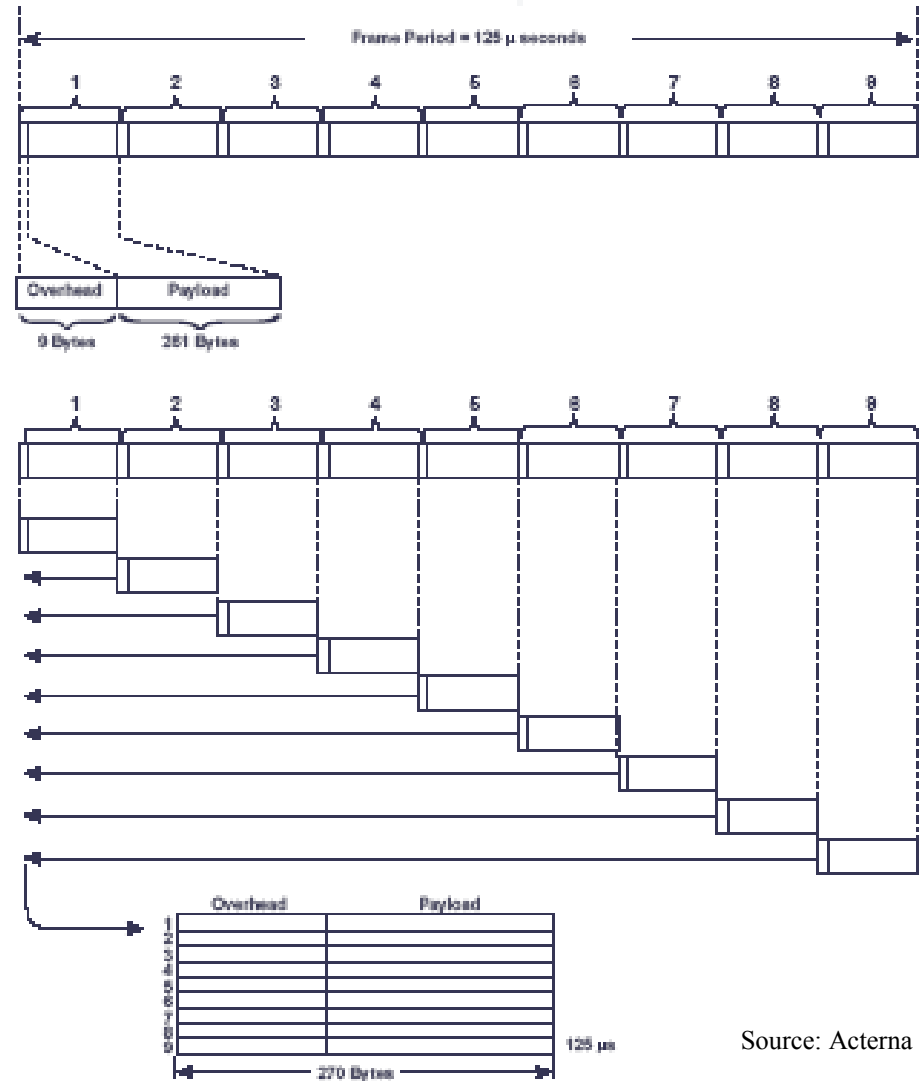 Frame Period = 125 µ seconds
1 2 3 4 5 6 7 8 9
Overhead Payload
9 Bytes 261 Bytes
1 2 3 4 5 6 7 8 9
Overhead Payload
1
2
3
4
5
6
7
8
9
125 µs
270 Bytes
Source: Acterna